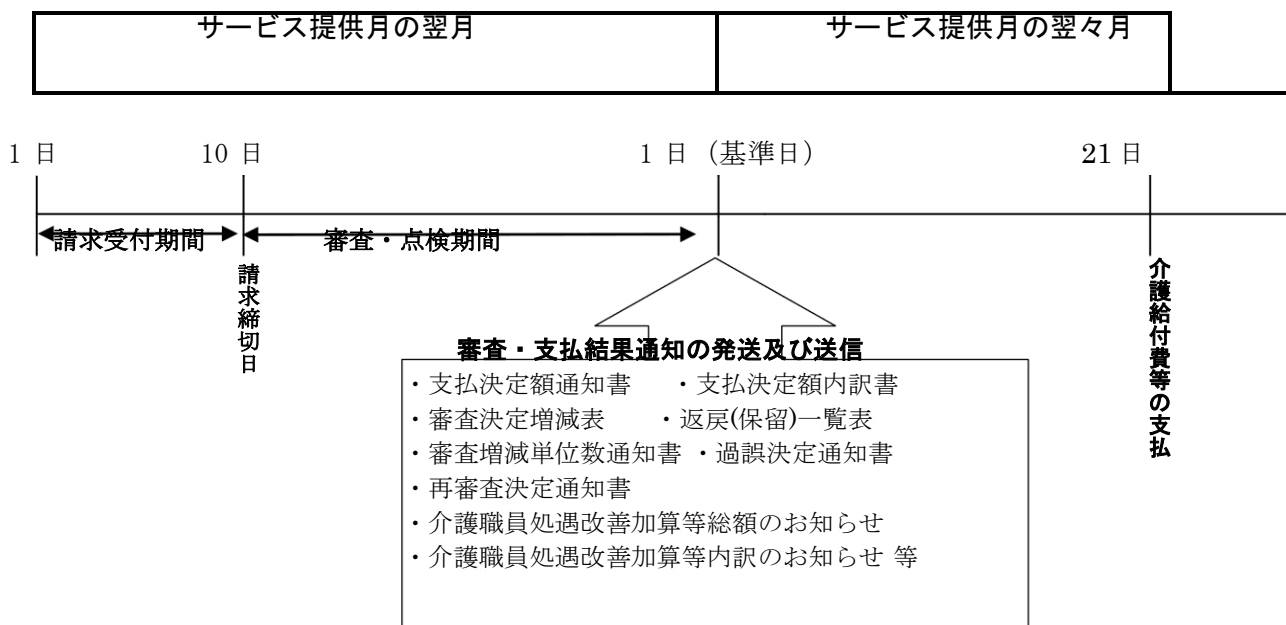 サービス提供月の翌月
サービス提供月の翌々月
1 日
10 日
1 日（基準日）
21 日
請求受付期間
審査・点検期間
請求締切日
介護給付費等の支払
審査・支払結果通知の発送及び送信
・支払決定額通知書 ・支払決定額内訳書
・審査決定増減表 ・返戻(保留)一覧表
・審査増減単位数通知書 ・過誤決定通知書
・再審査決定通知書
・介護職員処遇改善加算等総額のお知らせ
・介護職員処遇改善加算等内訳のお知らせ 等